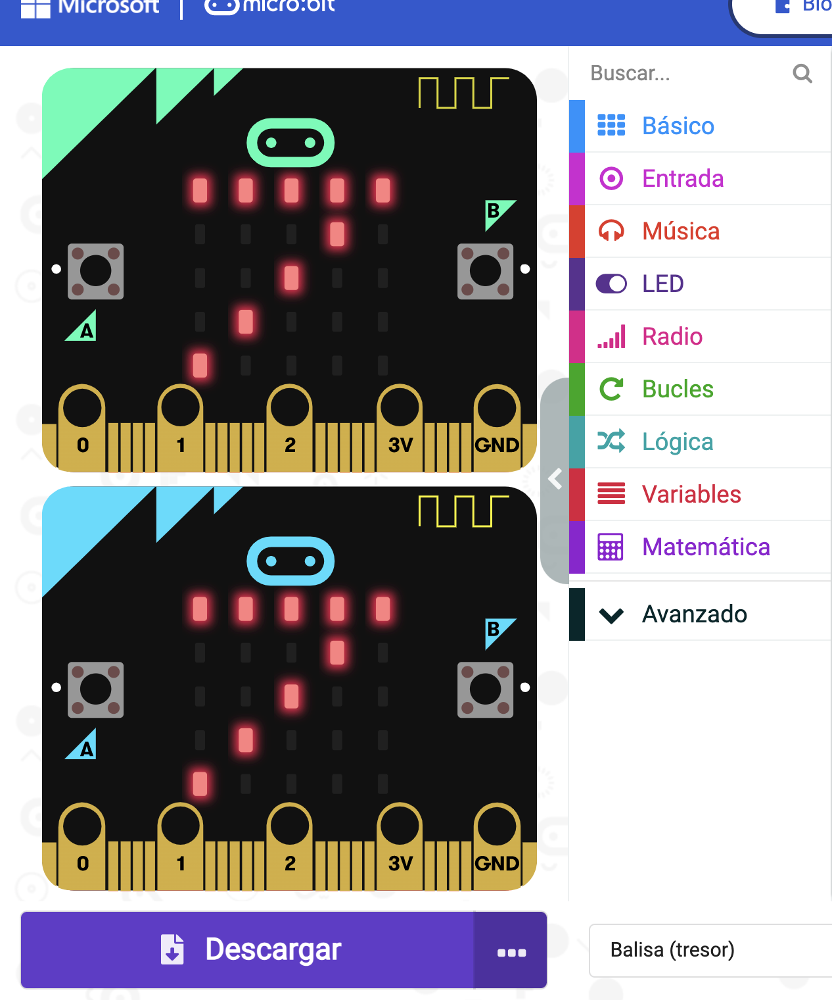 Microsoft
micro:bit
Blo
Buscar...
Básico
Entrada
Música
LED
Radio
Bucles
Lógica
Variables
Matemática
Avanzado
B
A
0 1 2 3V GND
B
A
0 1 2 3V GND
Descargar
Balisa (tresor)